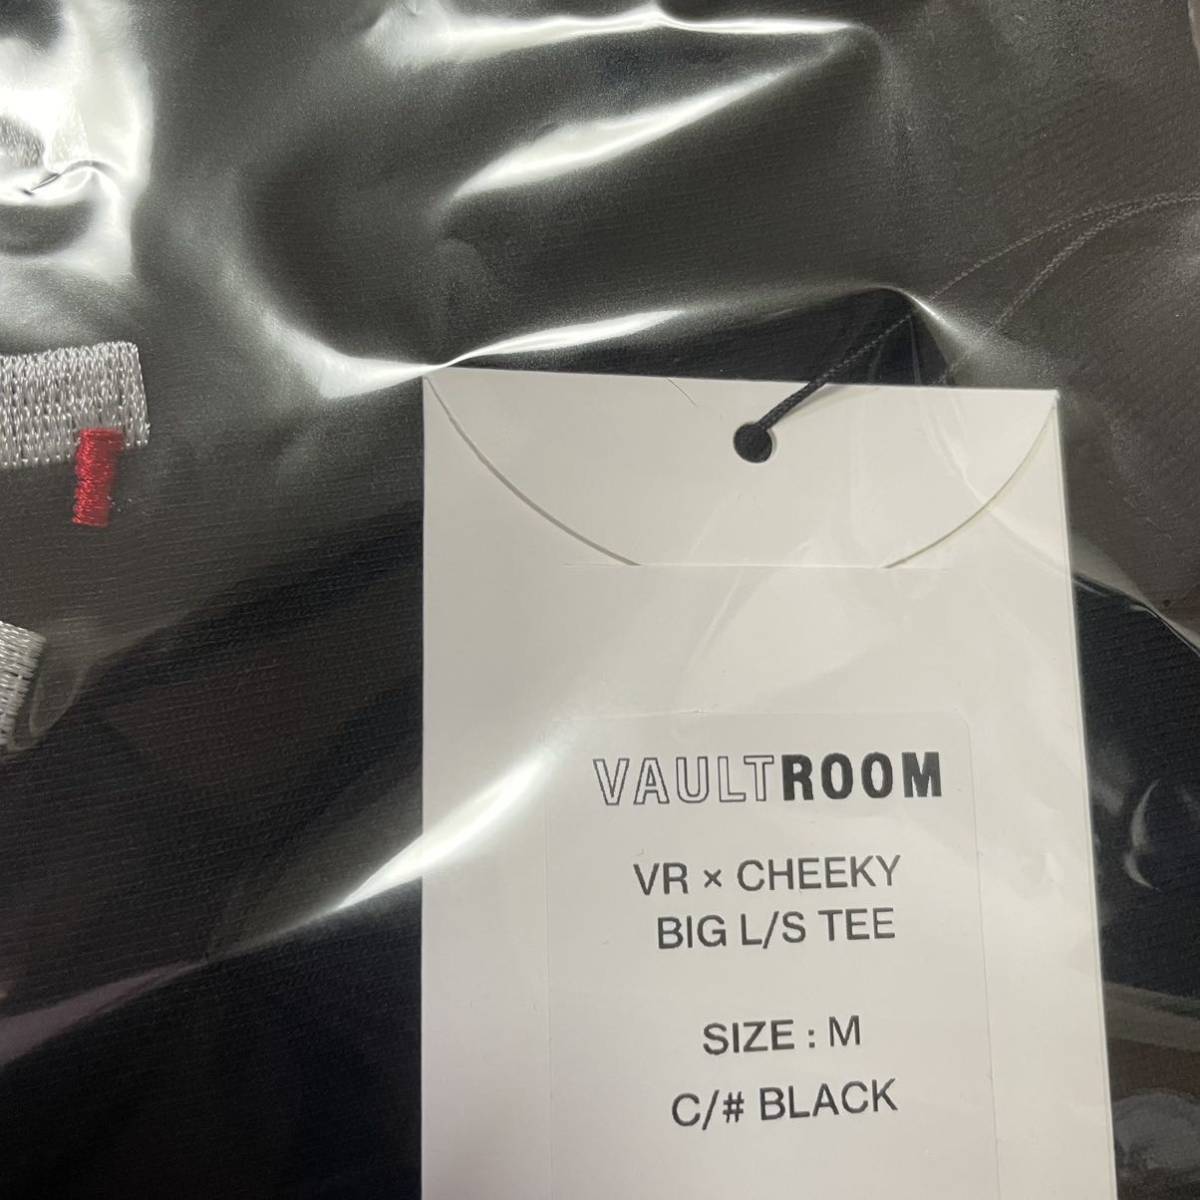 VAULTROOM
VR × CHEEKY
BIG L/S TEE
SIZE : M
C/# BLACK